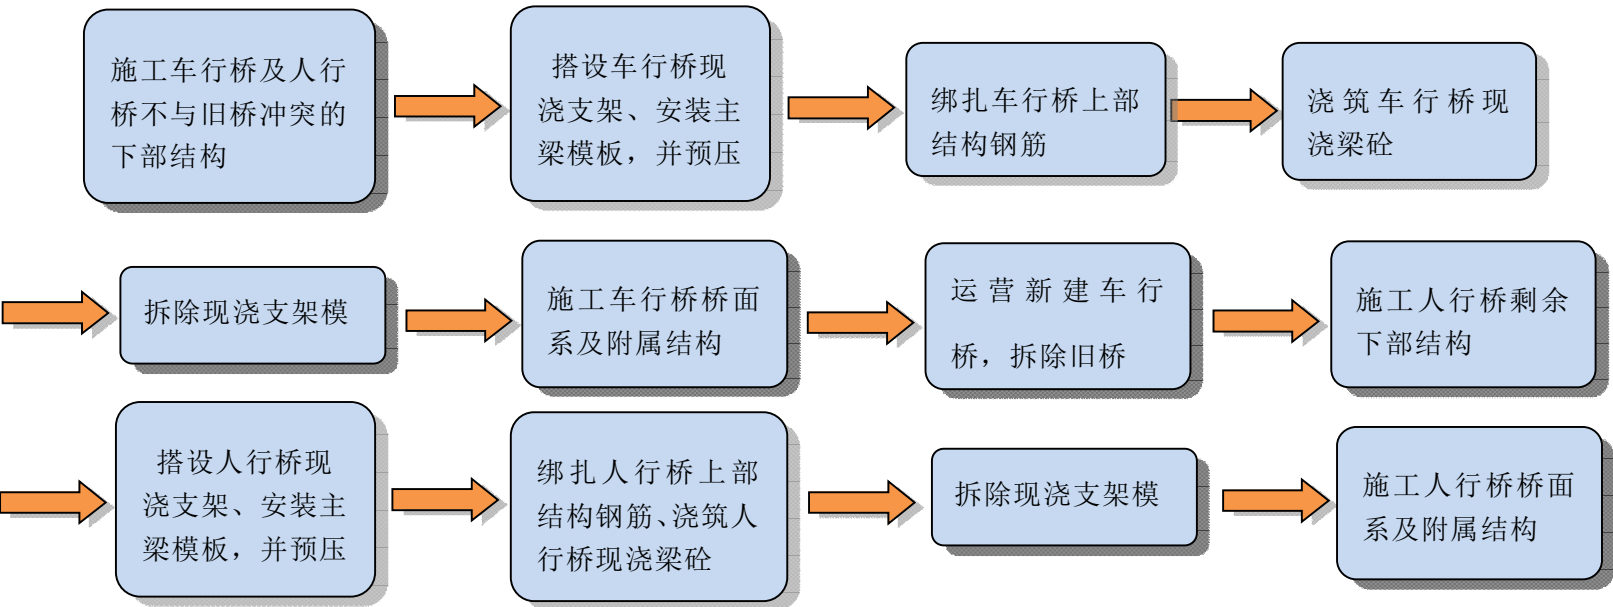 施工车行桥及人行
桥不与旧桥冲突的
下部结构
搭设车行桥现
浇支架、安装主
梁模板，并预压
绑扎车行桥上部
结构钢筋
浇筑车行桥现
浇梁砼
拆除现浇支架模
施工车行桥桥面
系及附属结构
运营新建车行
桥，拆除旧桥
施工人行桥剩余
下部结构
搭设人行桥现
浇支架、安装主
梁模板，并预压
绑扎人行桥上部
结构钢筋、浇筑人
行桥现浇梁砼
拆除现浇支架模
施工人行桥桥面
系及附属结构